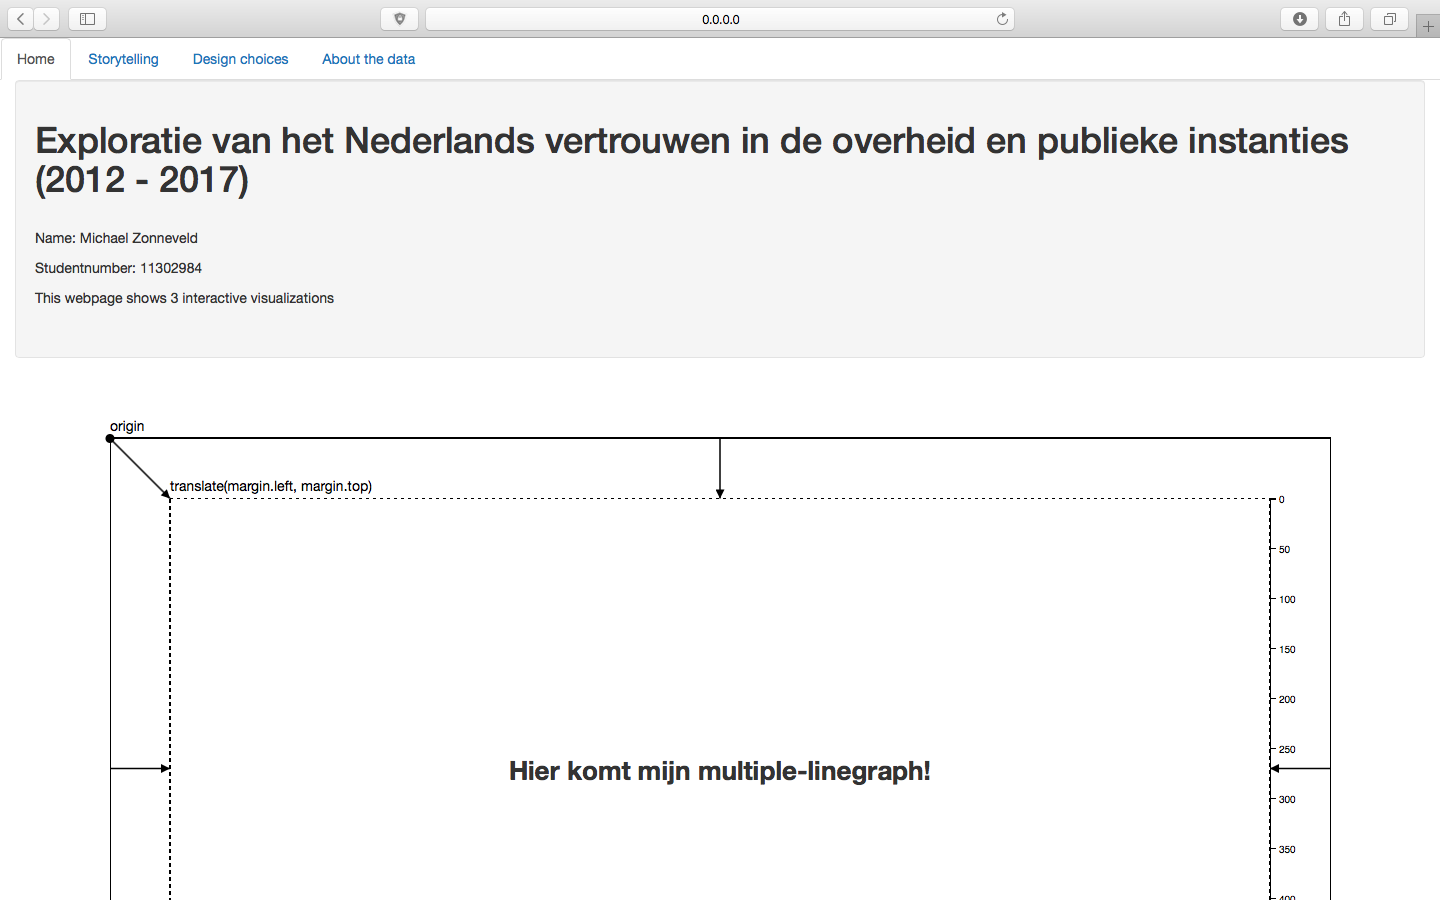 0.0.0.0
Home Storytelling Design choices About the data
Exploratie van het Nederlands vertrouwen in de overheid en publieke instanties
(2012 - 2017)
Name: Michael Zonneveld
Studentnumber: 11302984
This webpage shows 3 interactive visualizations
origin
translate(margin.left, margin.top)
0
50
100
150
200
250
Hier komt mijn multiple-linegraph!
300
350
400